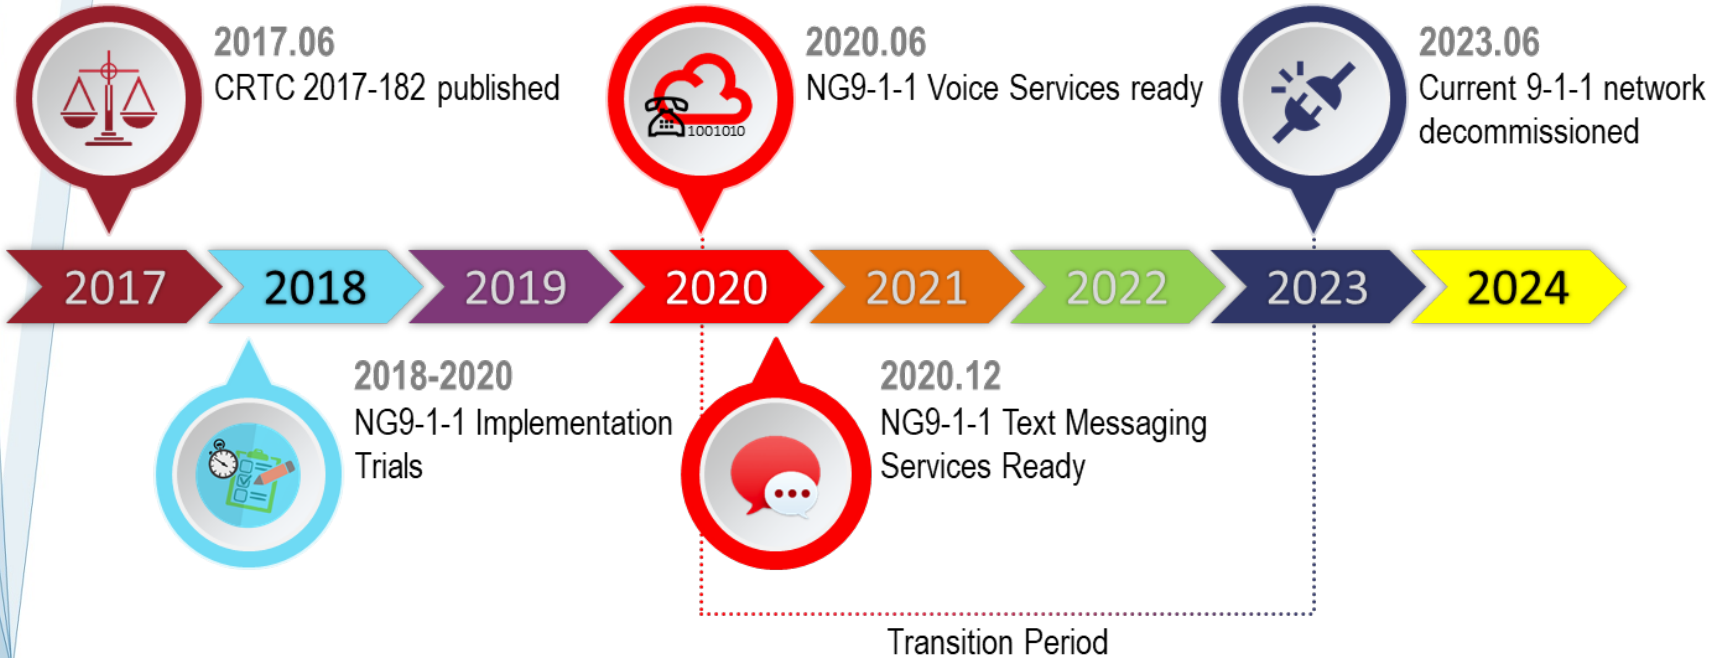 2017.06
CRTC 2017-182 published
2020.06
NG9-1-1 Voice Services ready
1001010
2023.06
Current 9-1-1 network
decommissioned
2017
2018
2019
2020
2021
2022
2023
2024
2018-2020
NG9-1-1 Implementation
Trials
2020.12
NG9-1-1 Text Messaging
Services Ready
Transition Period